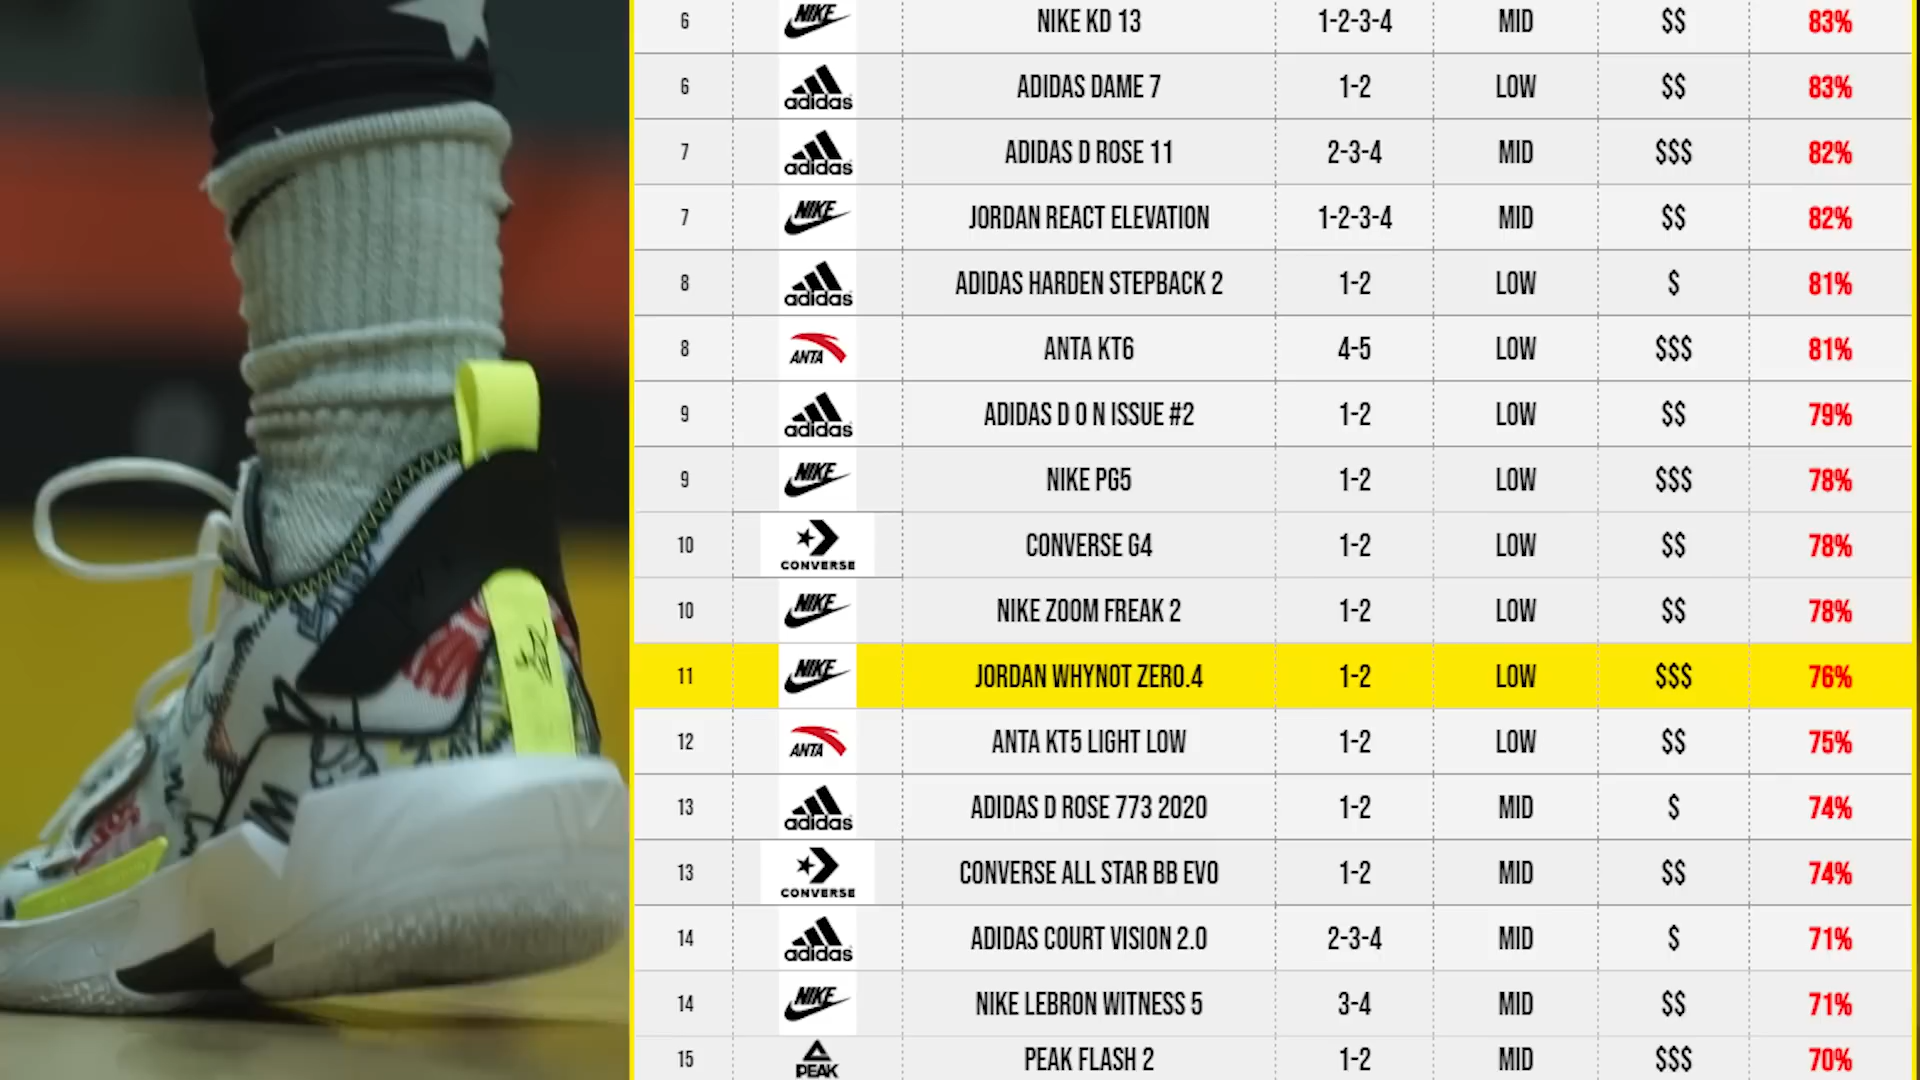 6 NIKE NIKE KD 13 1-2-3-4 MID $$ 83%
6 adidas ADIDAS DAME 7 1-2 LOW $$ 83%
7 adidas ADIDAS D ROSE 11 2-3-4 MID $$$ 82%
7 NIKE JORDAN REACT ELEVATION 1-2-3-4 MID $$ 82%
8 adidas ADIDAS HARDEN STEPBACK 2 1-2 LOW $ 81%
8 ANTA ANTA KT6 4-5 LOW $$$ 81%
9 adidas ADIDAS D O N ISSUE #2 1-2 LOW $$ 79%
9 NIKE NIKE PG5 1-2 LOW $$$ 78%
10 CONVERSE CONVERSE G4 1-2 LOW $$ 78%
10 NIKE NIKE ZOOM FREAK 2 1-2 LOW $$ 78%
11 NIKE JORDAN WHYNOT ZER0.4 1-2 LOW $$$ 76%
12 ANTA ANTA KT5 LIGHT LOW 1-2 LOW $$ 75%
13 adidas ADIDAS D ROSE 773 2020 1-2 MID $ 74%
13 CONVERSE CONVERSE ALL STAR BB EVO 1-2 MID $$ 74%
14 adidas ADIDAS COURT VISION 2.0 2-3-4 MID $ 71%
14 NIKE NIKE LEBRON WITNESS 5 3-4 MID $$ 71%
15 PEAK PEAK FLASH 2 1-2 MID $$$ 70%